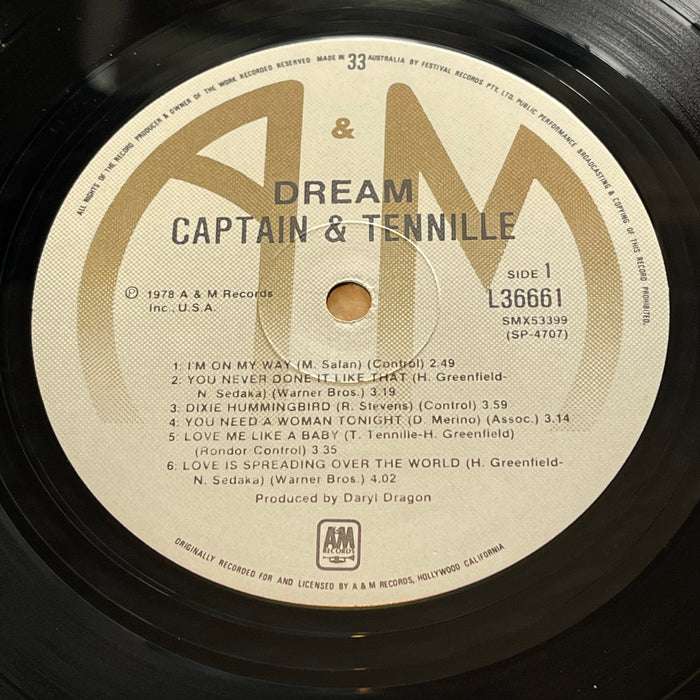 ALL RIGHTS OF THE RECORD PRODUCER & OWNER OF THE WORK RECORDED RESERVED MADE IN 33 AUSTRALIA BY FESTIVAL RECORDS PTY. LTD. PUBLIC PERFORMANCE BROADCASTING & COPYING OF THIS RECORD PROHIBITED.
A & M
DREAM
CAPTAIN & TENNILLE
SIDE 1
L36661
SMX53399
(SP-4707)
℗ 1978 A & M Records
Inc., U.S.A.
1: I'M ON MY WAY (M. Salan) (Control) 2.49
2: YOU NEVER DONE IT LIKE THAT (H. Greenfield-
N. Sedaka) (Warner Bros.) 3.19
3: DIXIE HUMMINGBIRD (R. Stevens) (Control) 3.59
4: YOU NEED A WOMAN TONIGHT (D. Merino) (Assoc.) 3.14
5: LOVE ME LIKE A BABY (T. Tennille-H. Greenfield)
(Rondor Control) 3.35
6: LOVE IS SPREADING OVER THE WORLD (H. Greenfield-
N. Sedaka) (Warner Bros.) 4.02
Produced by Daryl Dragon
A&M
RECORDS
ORIGINALLY RECORDED FOR AND LICENSED BY A & M RECORDS, HOLLYWOOD CALIFORNIA